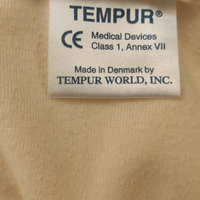 TEMPUR®
CE Medical Devices
Class 1, Annex VII
Made in Denmark by
TEMPUR WORLD, INC.